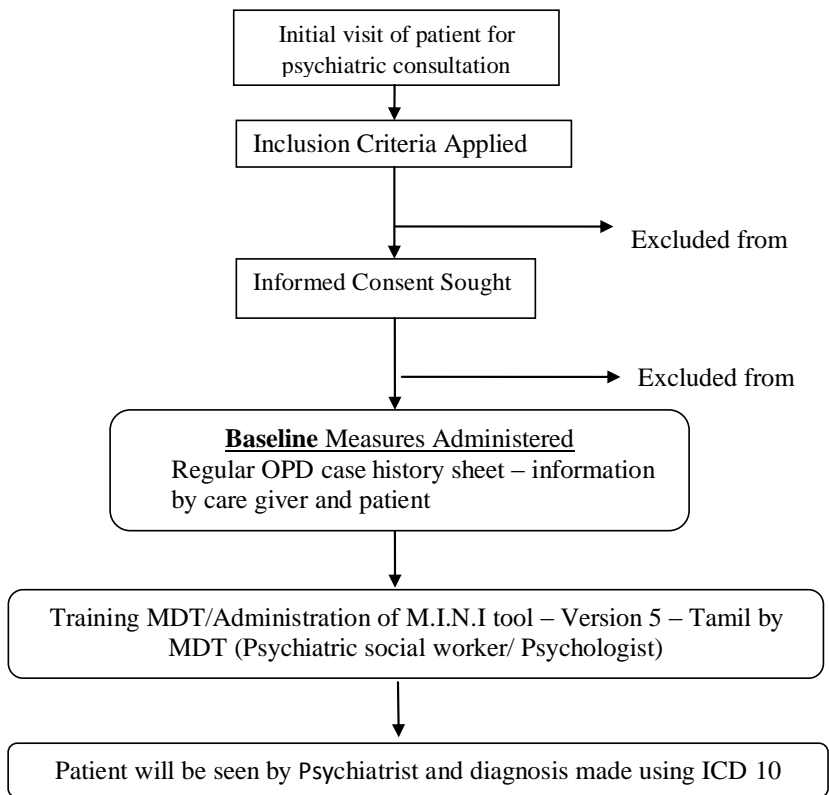 Initial visit of patient for
psychiatric consultation
Inclusion Criteria Applied
Excluded from
Informed Consent Sought
Excluded from
Baseline Measures Administered
Regular OPD case history sheet – information
by care giver and patient
Training MDT/Administration of M.I.N.I tool – Version 5 – Tamil by
MDT (Psychiatric social worker/ Psychologist)
Patient will be seen by Psychiatrist and diagnosis made using ICD 10